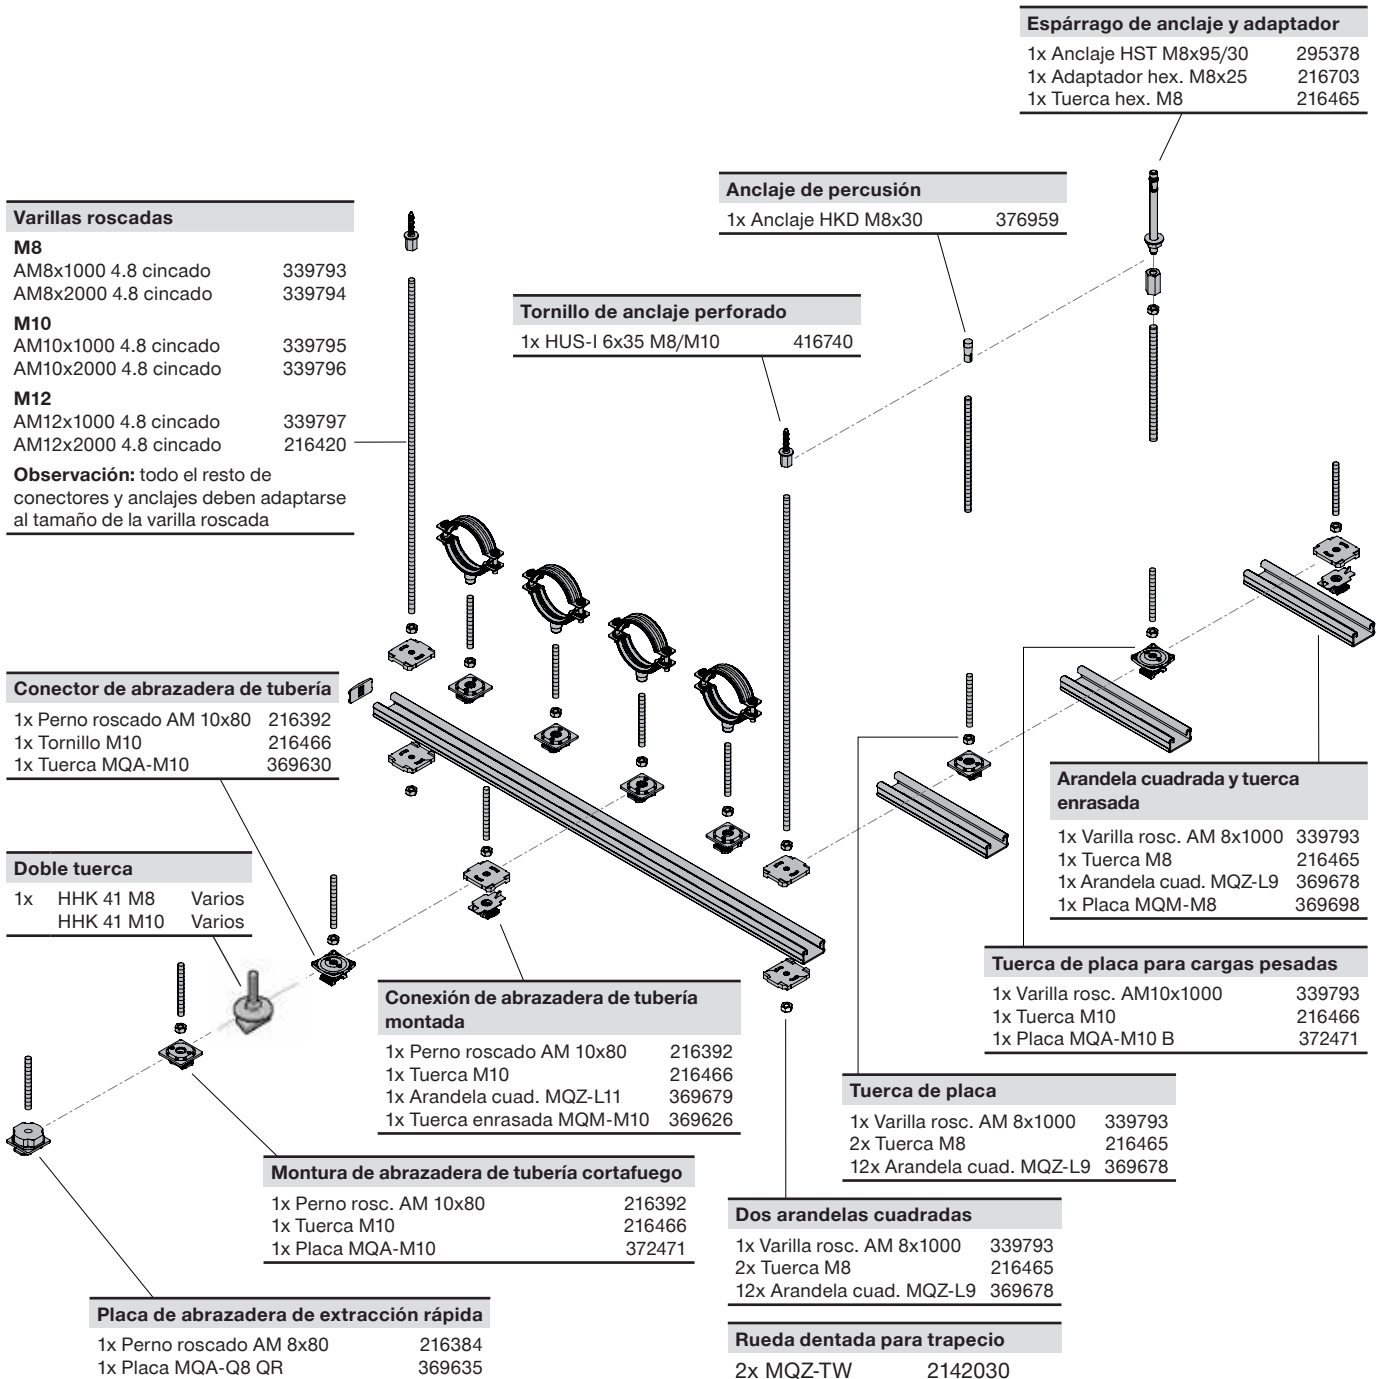 Espárrago de anclaje y adaptador
1x Anclaje HST M8x95/30 295378
1x Adaptador hex. M8x25 216703
1x Tuerca hex. M8 216465
Anclaje de percusión
1x Anclaje HKD M8x30 376959
Varillas roscadas
M8
AM8x1000 4.8 cincado 339793
AM8x2000 4.8 cincado 339794
M10
AM10x1000 4.8 cincado 339795
AM10x2000 4.8 cincado 339796
M12
AM12x1000 4.8 cincado 339797
AM12x2000 4.8 cincado 216420
Observación: todo el resto de
conectores y anclajes deben adaptarse
al tamaño de la varilla roscada
Tornillo de anclaje perforado
1x HUS-I 6x35 M8/M10 416740
Conector de abrazadera de tubería
1x Perno roscado AM 10x80 216392
1x Tornillo M10 216466
1x Tuerca MQA-M10 369630
Arandela cuadrada y tuerca
enrasada
1x Varilla rosc. AM 8x1000 339793
1x Tuerca M8 216465
1x Arandela cuad. MQZ-L9 369678
1x Placa MQM-M8 369698
Doble tuerca
1x HHK 41 M8 Varios
HHK 41 M10 Varios
Tuerca de placa para cargas pesadas
1x Varilla rosc. AM10x1000 339793
1x Tuerca M10 216466
1x Placa MQA-M10 B 372471
Conexión de abrazadera de tubería
montada
1x Perno roscado AM 10x80 216392
1x Tuerca M10 216466
1x Arandela cuad. MQZ-L11 369679
1x Tuerca enrasada MQM-M10 369626
Tuerca de placa
1x Varilla rosc. AM 8x1000 339793
2x Tuerca M8 216465
12x Arandela cuad. MQZ-L9 369678
Montura de abrazadera de tubería cortafuego
1x Perno rosc. AM 10x80 216392
1x Tuerca M10 216466
1x Placa MQA-M10 372471
Dos arandelas cuadradas
1x Varilla rosc. AM 8x1000 339793
2x Tuerca M8 216465
12x Arandela cuad. MQZ-L9 369678
Placa de abrazadera de extracción rápida
1x Perno roscado AM 8x80 216384
1x Placa MQA-Q8 QR 369635
Rueda dentada para trapecio
2x MQZ-TW 2142030